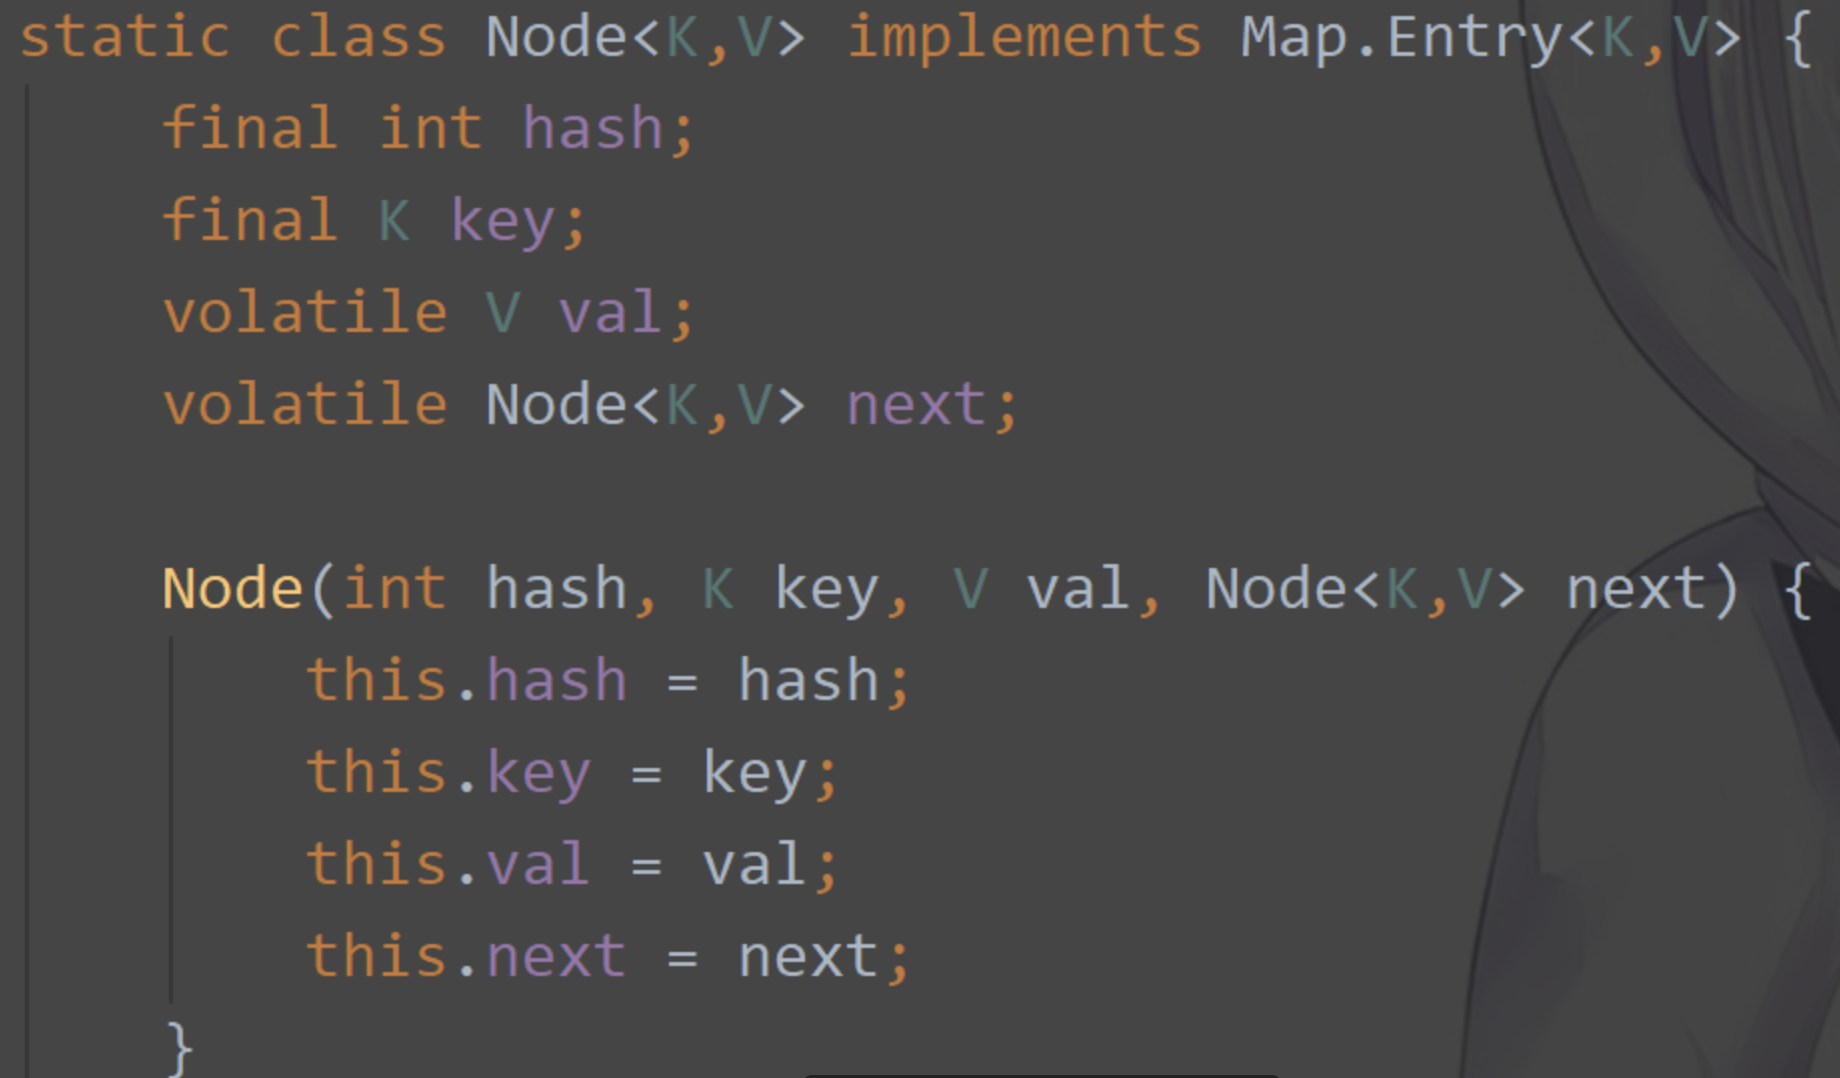 static class Node<K,V> implements Map.Entry<K,V> {
final int hash;
final K key;
volatile V val;
volatile Node<K,V> next;
Node(int hash, K key, V val, Node<K,V> next) {
this.hash = hash;
this.key = key;
this.val = val;
this.next = next;
}